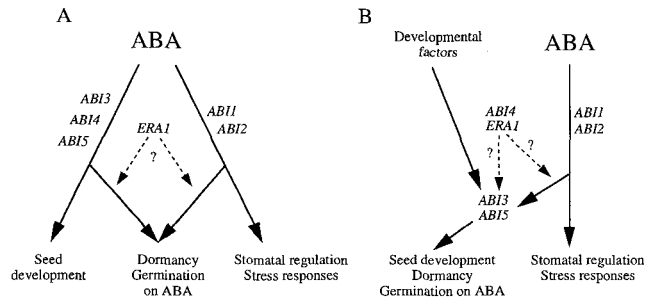 A
ABA
ABI3
ABI4
ABI5
ERA1
?
ABI1
ABI2
Seed
development
Dormancy
Germination
on ABA
Stomatal regulation
Stress responses
B
Developmental
factors
ABA
ABI4
ERA1
?
?
ABI1
ABI2
ABI3
ABI5
Seed development
Dormancy
Germination on ABA
Stomatal regulation
Stress responses